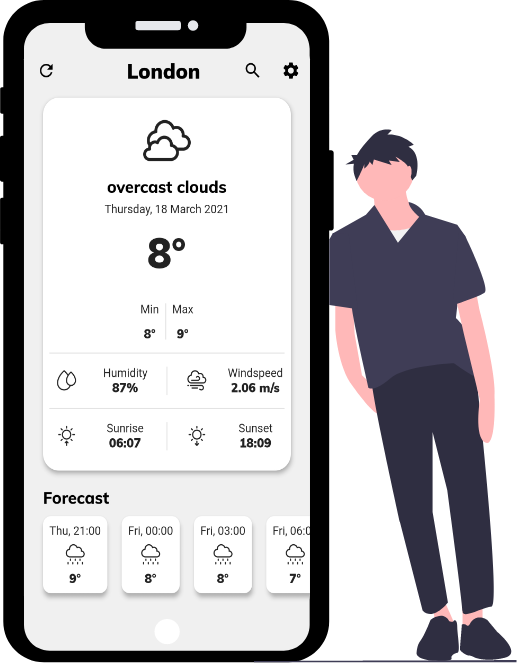 London
overcast clouds
Thursday, 18 March 2021
8°
Min Max
8° 9°
Humidity Windspeed
87% 2.06 m/s
Sunrise Sunset
06:07 18:09
Forecast
Thu, 21:00 Fri, 00:00 Fri, 03:00 Fri, 06:0
9° 8° 8° 7°